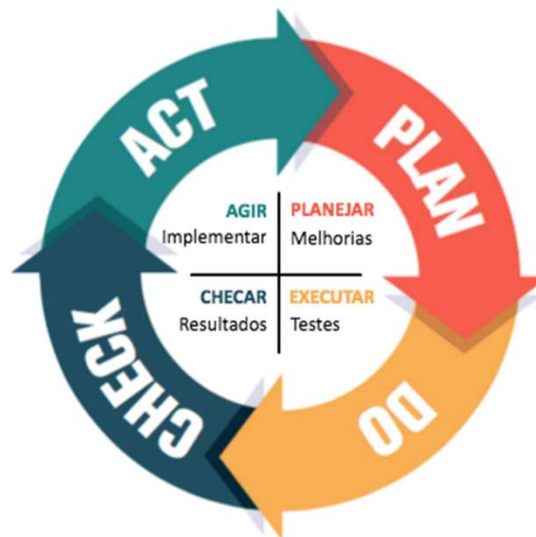 ACT
PLAN
AGIR
Implementar
PLANEJAR
Melhorias
CHECAR
Resultados
EXECUTAR
Testes
CHECK
DO